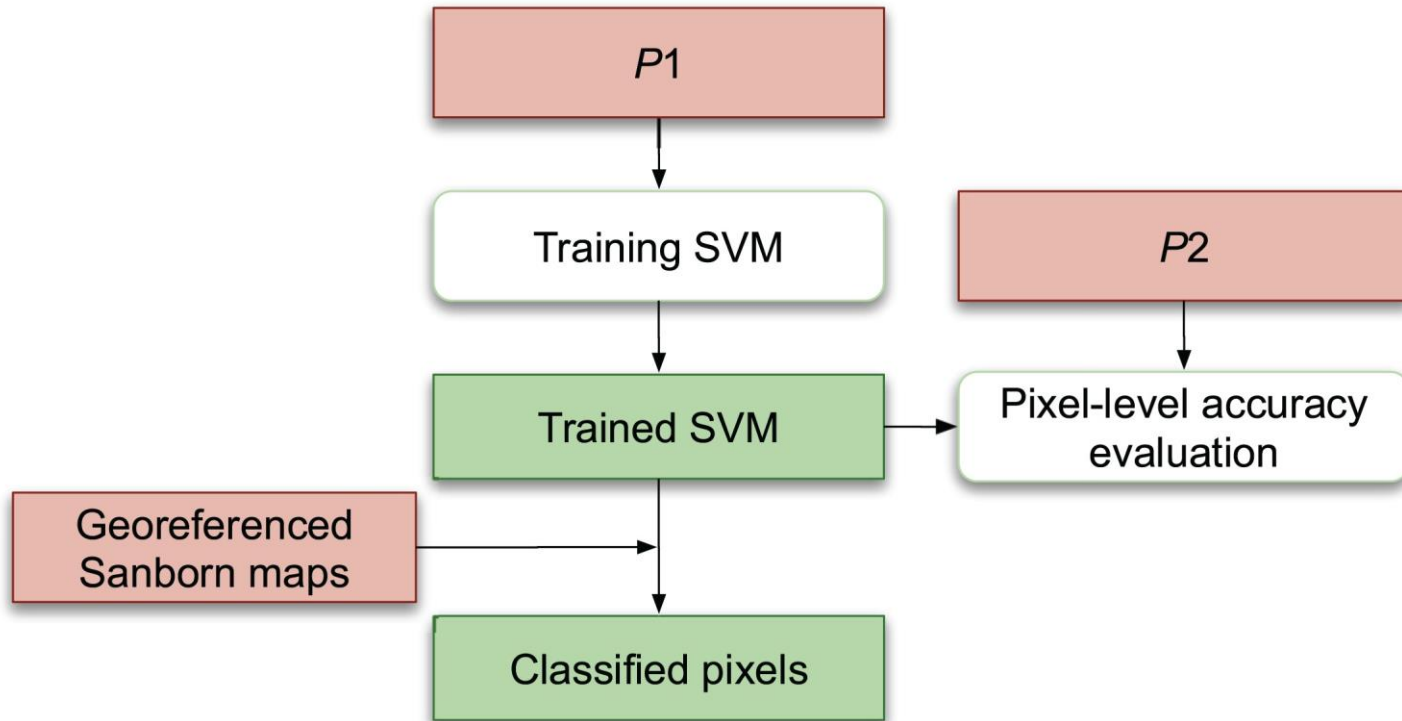 P1
Training SVM
P2
Trained SVM
Pixel-level accuracy
evaluation
Georeferenced
Sanborn maps
Classified pixels